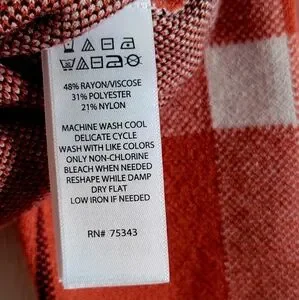 48% RAYON/VISCOSE
31% POLYESTER
21% NYLON
MACHINE WASH COOL
DELICATE CYCLE
WASH WITH LIKE COLORS
ONLY NON-CHLORINE
BLEACH WHEN NEEDED
RESHAPE WHILE DAMP
DRY FLAT
LOW IRON IF NEEDED
RN# 75343